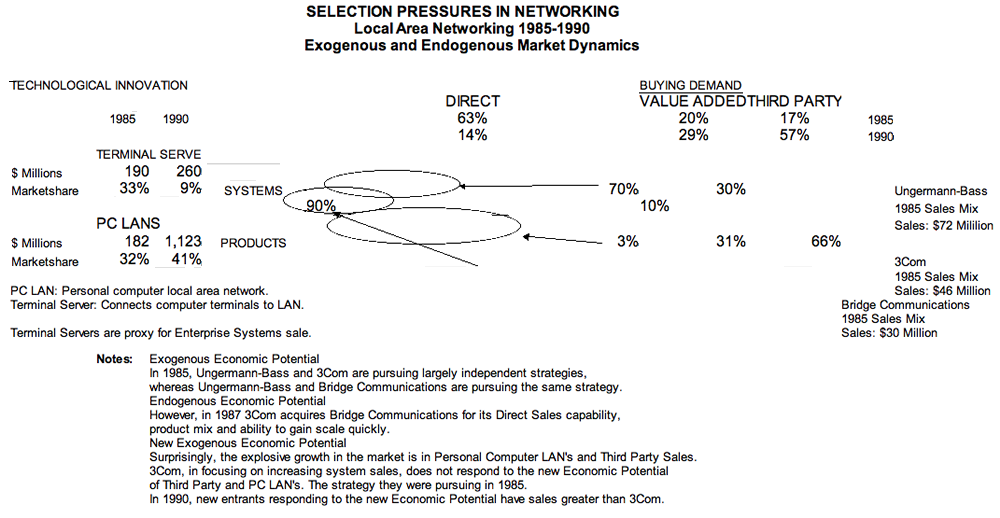 SELECTION PRESSURES IN NETWORKING
Local Area Networking 1985-1990
Exogenous and Endogenous Market Dynamics
TECHNOLOGICAL INNOVATION BUYING DEMAND
DIRECT VALUE ADDEDTHIRD PARTY
1985 1990 63% 20% 17% 1985
14% 29% 57% 1990
TERMINAL SERVE
$ Millions 190 260
Marketshare 33% 9% SYSTEMS 70% 30% Ungermann-Bass
90% 10% 1985 Sales Mix
PC LANS Sales: $72 Milllion
$ Millions 182 1,123 PRODUCTS 3% 31% 66%
Marketshare 32% 41% 3Com
1985 Sales Mix
PC LAN: Personal computer local area network. Sales: $46 Million
Terminal Server: Connects computer terminals to LAN. Bridge Communications
1985 Sales Mix
Terminal Servers are proxy for Enterprise Systems sale. Sales: $30 Million
Notes: Exogenous Economic Potential
In 1985, Ungermann-Bass and 3Com are pursuing largely independent strategies,
whereas Ungermann-Bass and Bridge Communications are pursuing the same strategy.
Endogenous Economic Potential
However, in 1987 3Com acquires Bridge Communications for its Direct Sales capability,
product mix and ability to gain scale quickly.
New Exogenous Economic Potential
Surprisingly, the explosive growth in the market is in Personal Computer LAN's and Third Party Sales.
3Com, in focusing on increasing system sales, does not respond to the new Economic Potential
of Third Party and PC LAN's. The strategy they were pursuing in 1985.
In 1990, new entrants responding to the new Economic Potential have sales greater than 3Com.